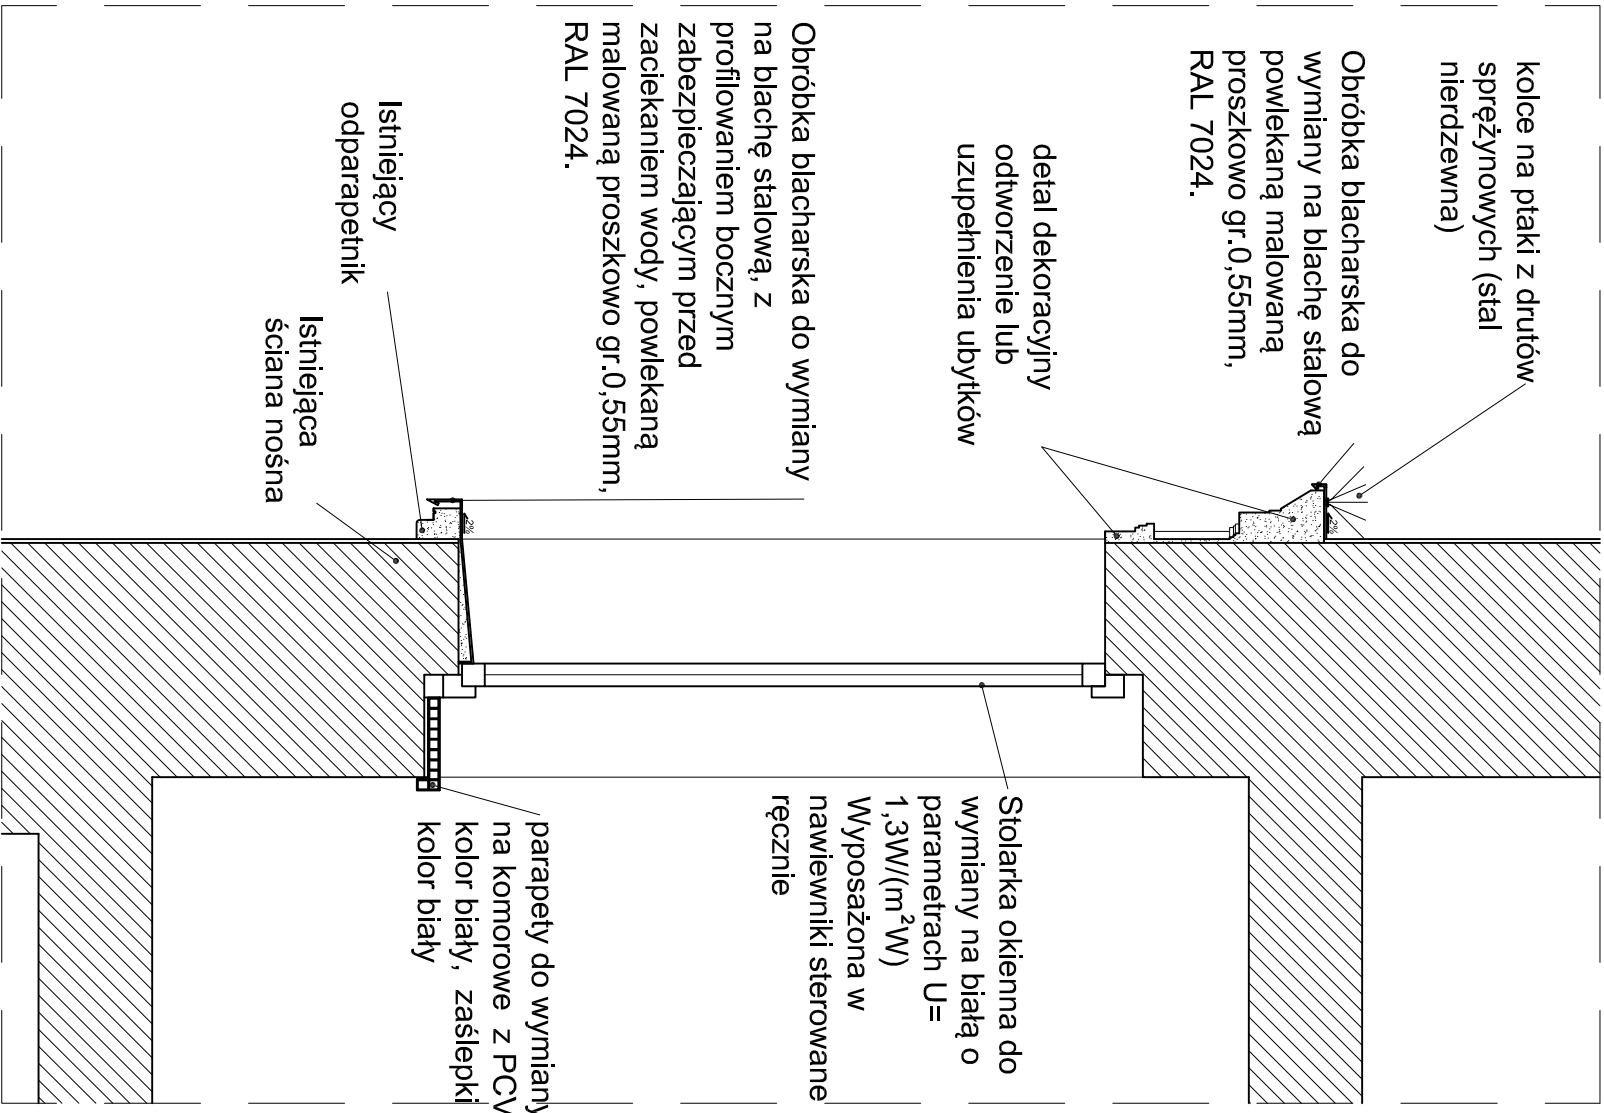 kolce na ptaki z drutów
sprężynowych (stal
nierdzewna)
Obróbka blacharska do
wymiany na blachę stalową
powlekaną malowaną
proszkowo gr.0,55mm,
RAL 7024.
2%
detal dekoracyjny
odtworzenie lub
uzupełnienia ubytków
Obróbka blacharska do wymiany
na blachę stalową, z
profilowaniem bocznym
zabezpieczającym przed
zaciekaniem wody, powlekaną
malowaną proszkowo gr.0,55mm,
RAL 7024.
2%
Istniejący
odparapetnik
Istniejąca
ściana nośna
Stolarka okienna do
wymiany na białą o
parametrach U=
1,3W/(m²W)
Wyposażona w
nawiewniki sterowane
ręcznie
parapety do wymiany
na komorowe z PCV
kolor biały, zaślepki
kolor biały